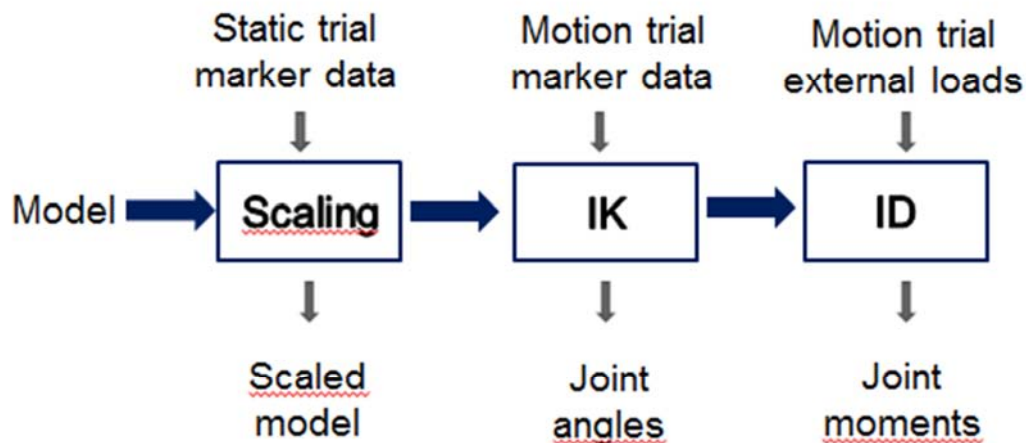 Static trial
marker data
Motion trial
marker data
Motion trial
external loads
Model
Scaling
IK
ID
Scaled
model
Joint
angles
Joint
moments